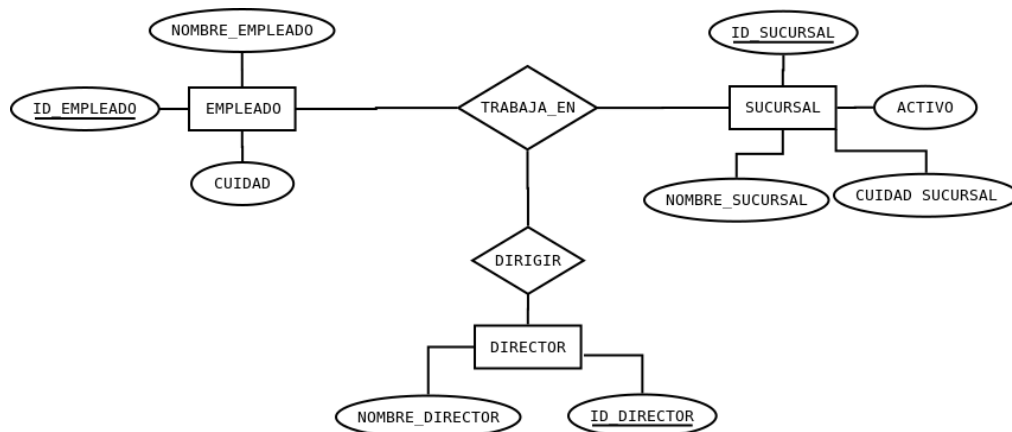 NOMBRE_EMPLEADO
ID_SUCURSAL
ID_EMPLEADO
EMPLEADO
TRABAJA_EN
SUCURSAL
ACTIVO
CUIDAD
NOMBRE_SUCURSAL
CUIDAD SUCURSAL
DIRIGIR
DIRECTOR
NOMBRE_DIRECTOR
ID_DIRECTOR